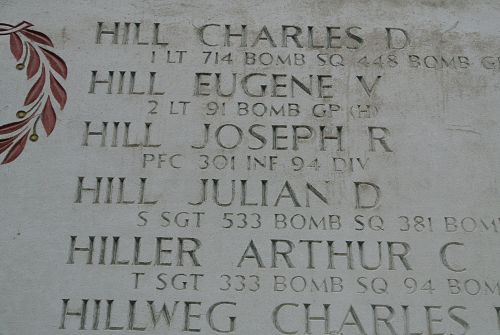 HILL CHARLES D
1 LT 714 BOMB SQ 448 BOMB GP
HILL EUGENE V
2 LT 91 BOMB GP (H)
HILL JOSEPH R
PFC 301 INF 94 DIV
HILL JULIAN D
S SGT 533 BOMB SQ 381 BOMB
HILLER ARTHUR C
T SGT 333 BOMB SQ 94 BOM
HILLWEG CHARLES